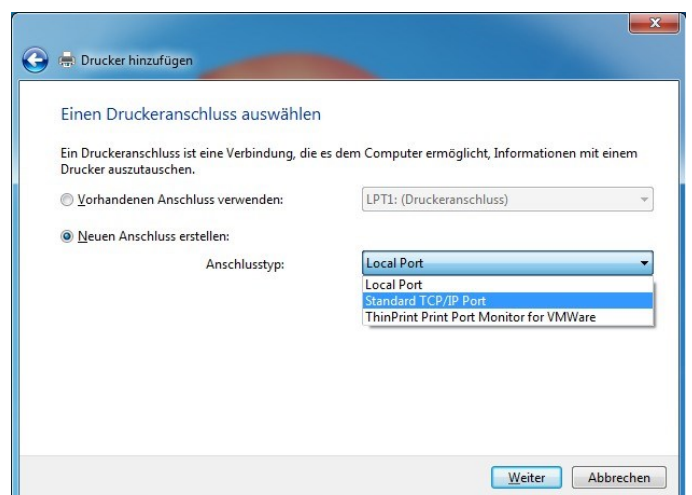 Drucker hinzufügen
Einen Druckeranschluss auswählen
Ein Druckeranschluss ist eine Verbindung, die es dem Computer ermöglicht, Informationen mit einem
Drucker auszutauschen.
Vorhandenen Anschluss verwenden: LPT1: (Druckeranschluss)
Neuen Anschluss erstellen:
Anschlusstyp: Local Port
Local Port
Standard TCP/IP Port
ThinPrint Print Port Monitor for VMWare
Weiter Abbrechen